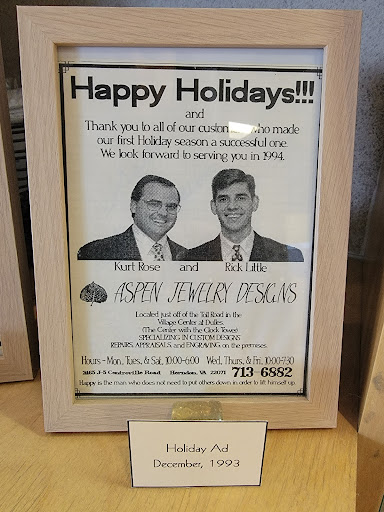 Happy Holidays!!!
and
Thank you to all of our who made
our first Holiday season a successful one.
We look forward to serving you in 1994.
Kurt Rose and Rick Little
ASPEN JEWELRY DESIGNS
Located just off of the Toll Road in the
Village Center at Dulles.
(The Center with the Clock Tower)
SPECIALIZING IN CUSTOM DESIGNS
REPAIRS, APPRAISALS, and ENGRAVING on the premises.
Hours - Mon., Tues., & Sat., 10:00-6:00 Wed., Thurs., & Fri., 10:00-7:30
2465 J-5 Centreville Road Herndon, VA 22071 713-6882
Happy is the man who does not need to put others down in order to lift himself up.
Holiday Ad
December, 1993